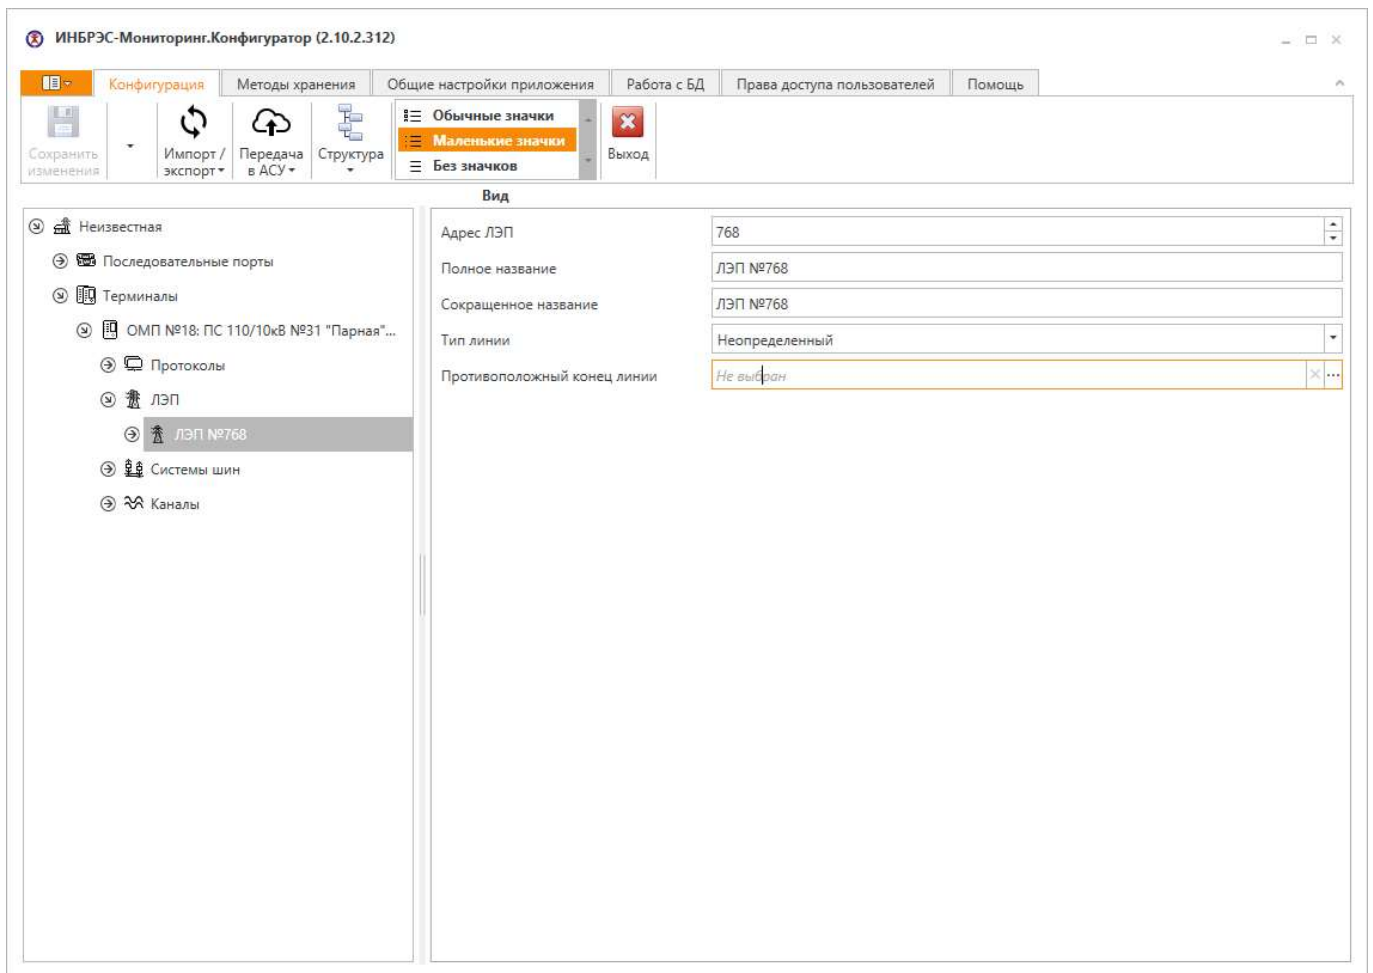 ИНБРЭС-Мониторинг.Конфигуратор (2.10.2.312)
Конфигурация Методы хранения Общие настройки приложения Работа с БД Права доступа пользователей Помощь
Сохранить изменения
Импорт / экспорт
Передача в АСУ
Структура
Обычные значки
Маленькие значки
Без значков
Выход
Вид
Неизвестная
Последовательные порты
Терминалы
ОМП №18: ПС 110/10кВ №31 "Парная"...
Протоколы
ЛЭП
ЛЭП №768
Системы шин
Каналы
Адрес ЛЭП 768
Полное название ЛЭП №768
Сокращенное название ЛЭП №768
Тип линии Неопределенный
Противоположный конец линии Не выбран